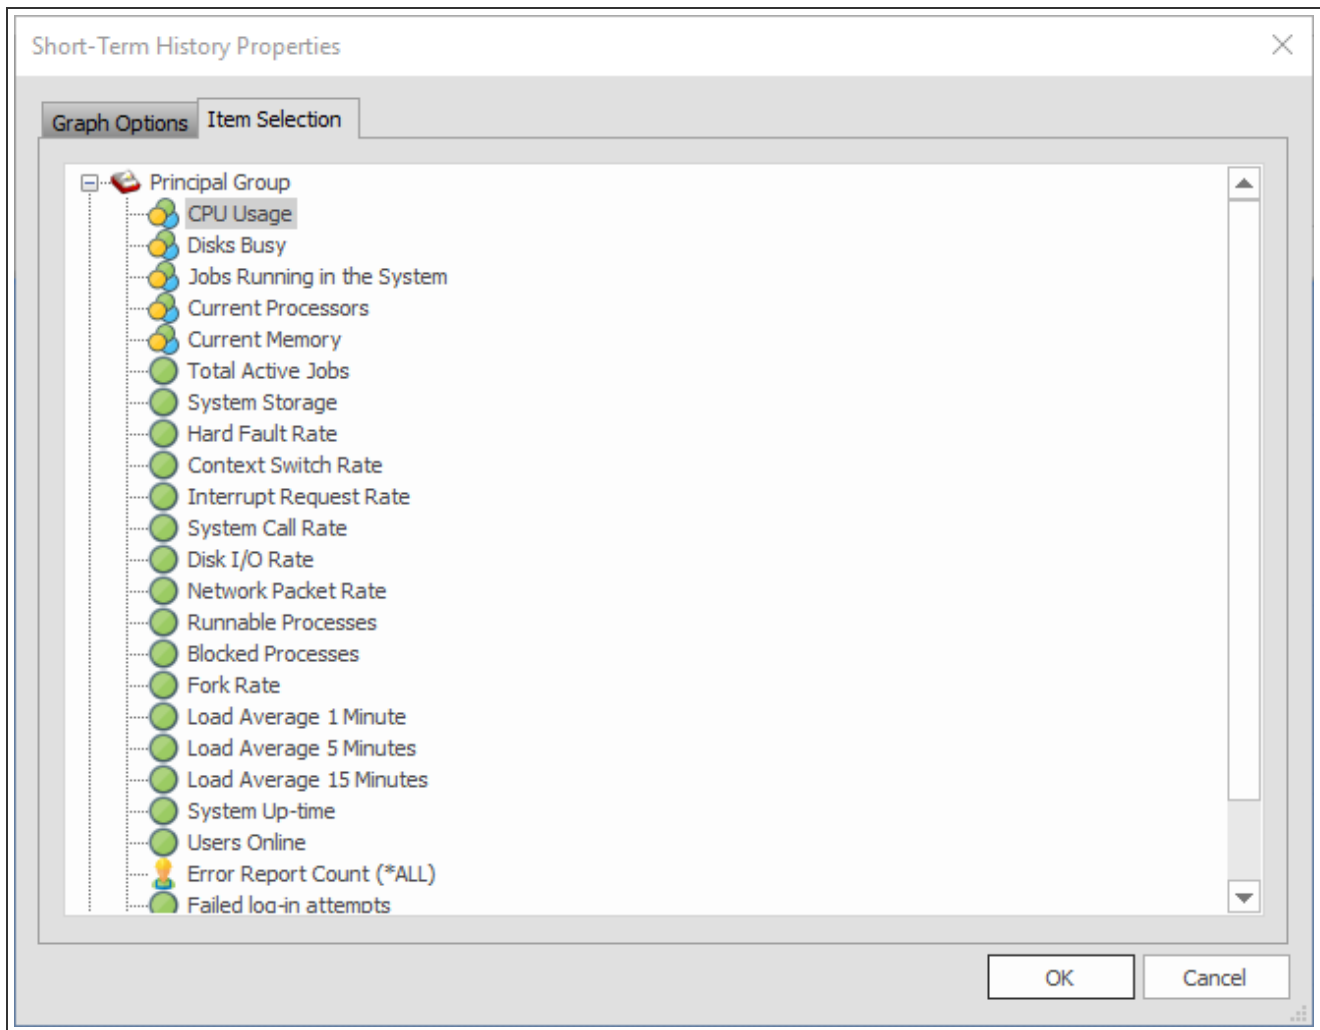 Short-Term History Properties
Graph Options
Item Selection
Principal Group
CPU Usage
Disks Busy
Jobs Running in the System
Current Processors
Current Memory
Total Active Jobs
System Storage
Hard Fault Rate
Context Switch Rate
Interrupt Request Rate
System Call Rate
Disk I/O Rate
Network Packet Rate
Runnable Processes
Blocked Processes
Fork Rate
Load Average 1 Minute
Load Average 5 Minutes
Load Average 15 Minutes
System Up-time
Users Online
Error Report Count (*ALL)
Failed log-in attempts
OK
Cancel